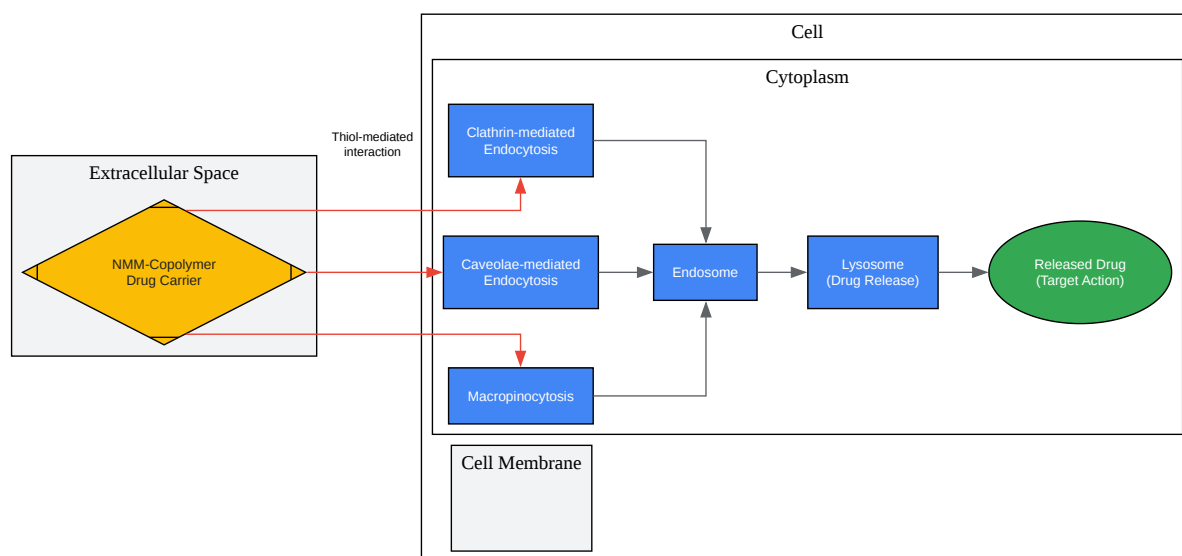 Cell
Cytoplasm
Thiol-mediated
interaction
Extracellular Space
NMM-Copolymer
Drug Carrier
Clathrin-mediated
Endocytosis
Caveolae-mediated
Endocytosis
Macropinocytosis
Endosome
Lysosome
(Drug Release)
Released Drug
(Target Action)
Cell Membrane